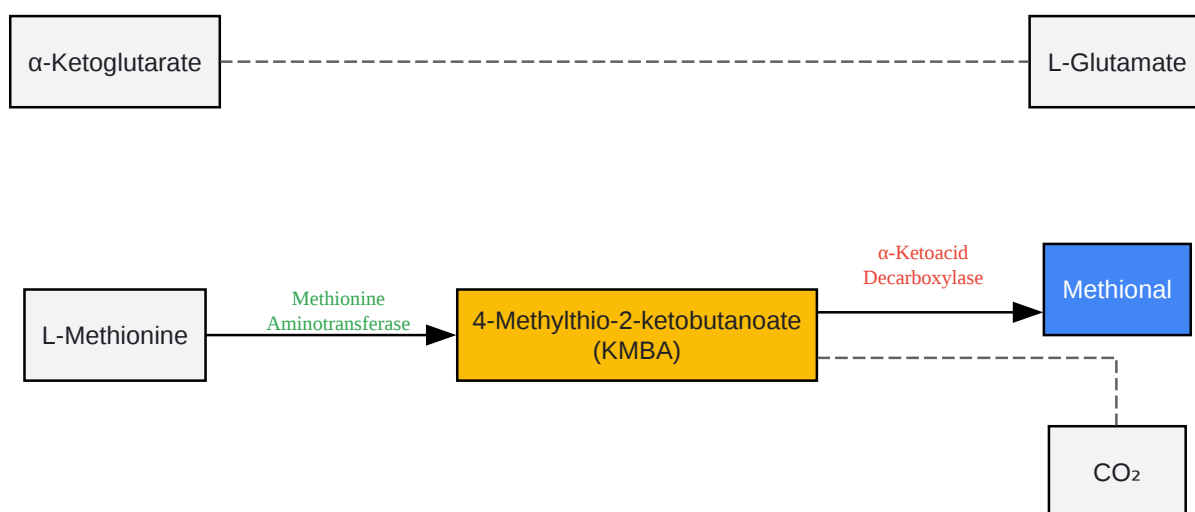 α-Ketoglutarate
L-Glutamate
α-Ketoacid
Decarboxylase
Methional
Methionine
Aminotransferase
L-Methionine
4-Methylthio-2-ketobutanoate
(KMBA)
CO₂